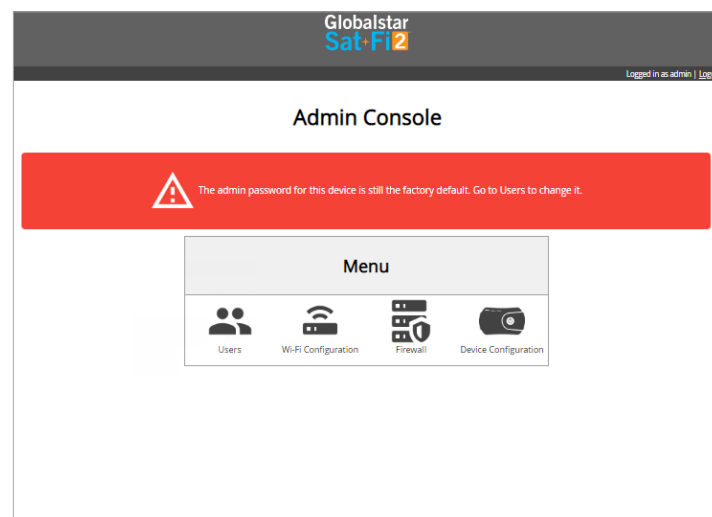 Globalstar
Sat-Fi2
Logged in as admin |
Admin Console
The admin password for this device is still the factory default. Go to Users to change it.
Menu
Users
Wi-Fi Configuration
Firewall
Device Configuration